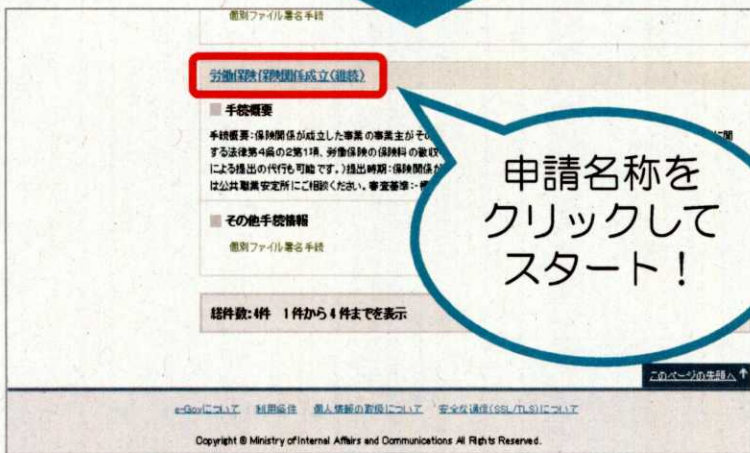 個別ファイル署名手続
労働保険保険関係成立(継続)
手続概要
手続概要:保険関係が成立した事業の事業主がその
する法律第4条の2第1項、労働保険の保険料の徴収
による提出の代行も可能です。)提出時期:保険関係が
は公共職業安定所にご相談ください。審査基準:-
その他手続情報
個別ファイル署名手続
総件数:4件 1件から4件までを表示
申請名称を
クリックして
スタート!
このページの先頭へ↑
e-Govについて 利用条件 個人情報の取扱について 安全な通信(SSL/TLS)について
Copyright © Ministry of Internal Affairs and Communications All Rights Reserved.